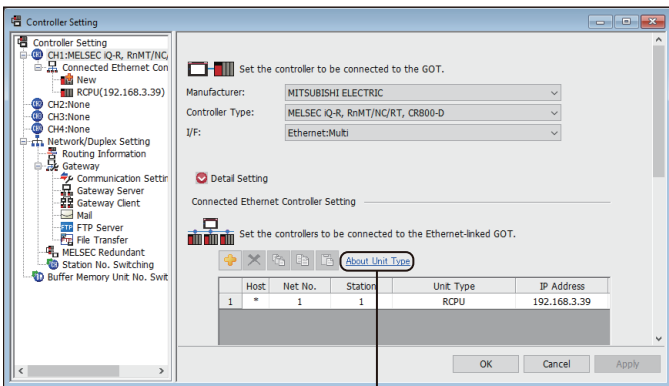 Controller Setting
Controller Setting
CH1:MELSEC iQ-R, RnMT/NC/
Connected Ethernet Con
New
RCPU(192.168.3.39)
CH2:None
CH3:None
CH4:None
Network/Duplex Setting
Routing Information
Gateway
Communication Settin
Gateway Server
Gateway Client
Mail
FTP Server
File Transfer
MELSEC Redundant
Station No. Switching
Buffer Memory Unit No. Swit
Set the controller to be connected to the GOT.
Manufacturer: MITSUBISHI ELECTRIC
Controller Type: MELSEC iQ-R, RnMT/NC/RT, CR800-D
I/F: Ethernet:Multi
Detail Setting
Connected Ethernet Controller Setting
Set the controllers to be connected to the Ethernet-linked GOT.
About Unit Type
Host Net No. Station Unit Type IP Address
1 * 1 1 RCPU 192.168.3.39
OK Cancel Apply